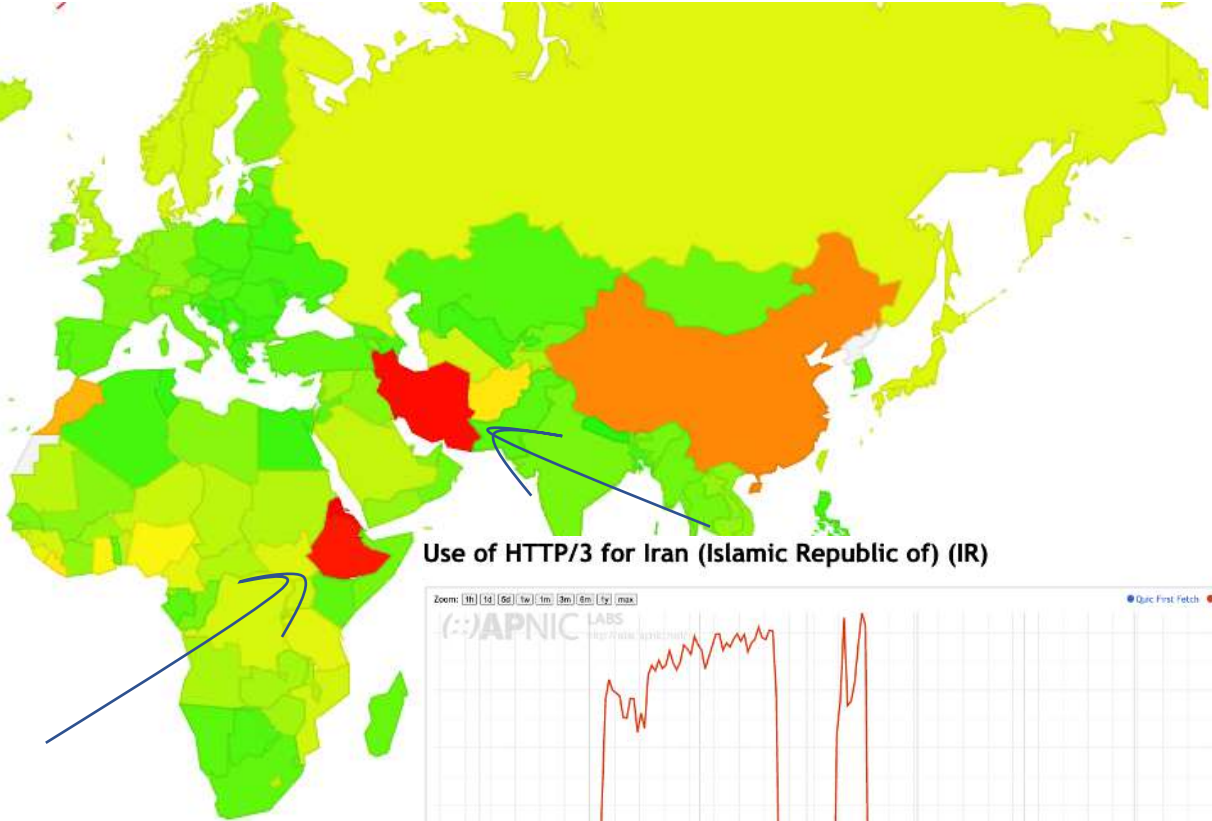 Use of HTTP/3 for Iran (Islamic Republic of) (IR)
Zoom: 1h 1d 5d 1w 1m 3m 6m 1y max
Quic First Fetch
(::)APNIC LABS